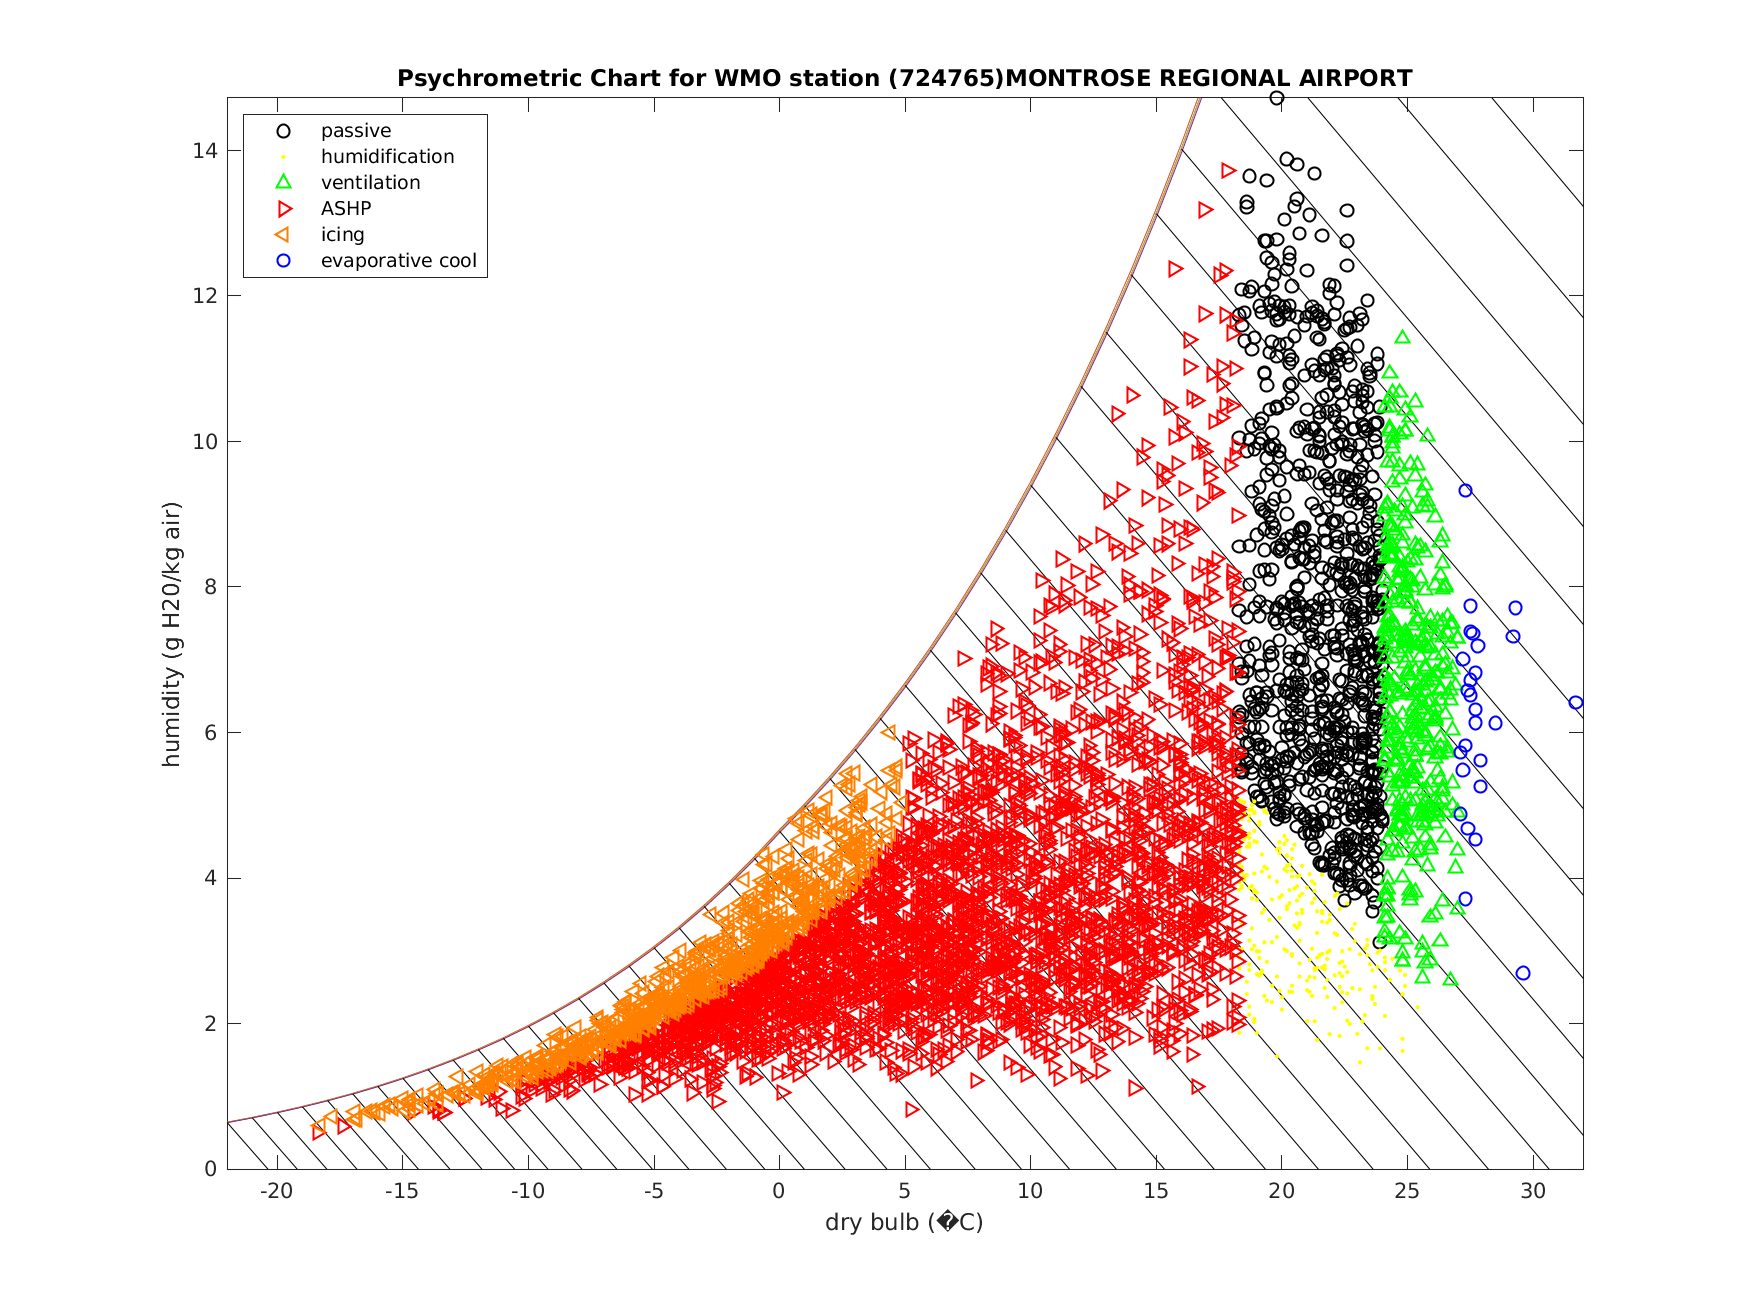 Psychrometric Chart for WMO station (724765)MONTROSE REGIONAL AIRPORT
passive
humidification
ventilation
ASHP
icing
evaporative cool
humidity (g H20/kg air)
14
12
10
8
6
4
2
0
-20 -15 -10 -5 0 5 10 15 20 25 30
dry bulb (�C)